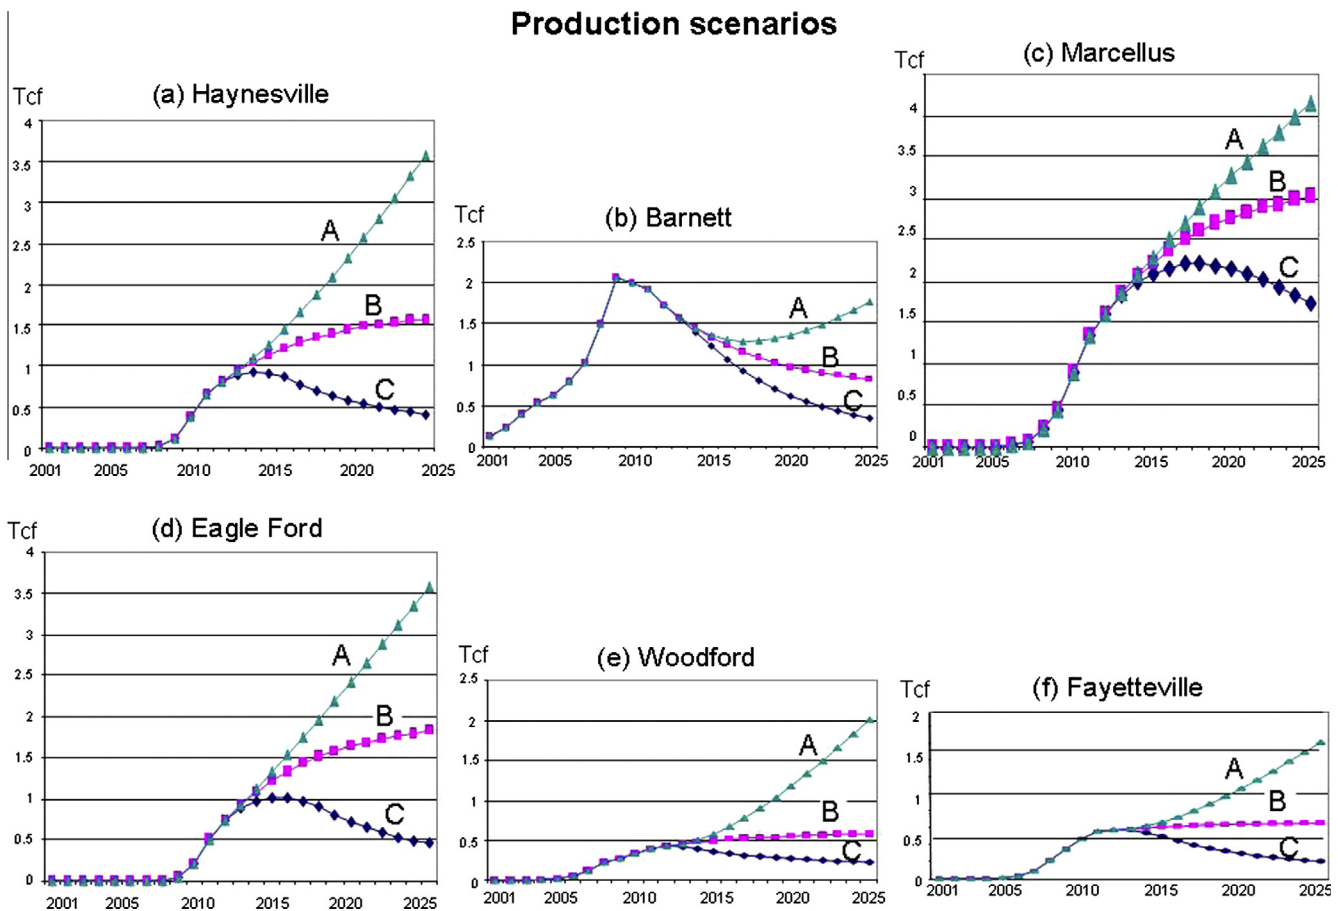 Production scenarios
(a) Haynesville
Tcf
4
3.5
3
2.5
2
1.5
1
0.5
0
A
B
C
2001 2005 2010 2015 2020 2025
(b) Barnett
Tcf
2.5
2
1.5
1
0.5
0
A
B
C
2001 2005 2010 2015 2020 2025
(c) Marcellus
Tcf
4
3.5
3
2.5
2
1.5
1
0.5
0
A
B
C
2001 2005 2010 2015 2020 2025
(d) Eagle Ford
Tcf
4
3.5
3
2.5
2
1.5
1
0.5
0
A
B
C
2001 2005 2010 2015 2020 2025
(e) Woodford
Tcf
2.5
2
1.5
1
0.5
0
A
B
C
2001 2005 2010 2015 2020 2025
(f) Fayetteville
Tcf
2
1.5
1
0.5
0
A
B
C
2001 2005 2010 2015 2020 2025